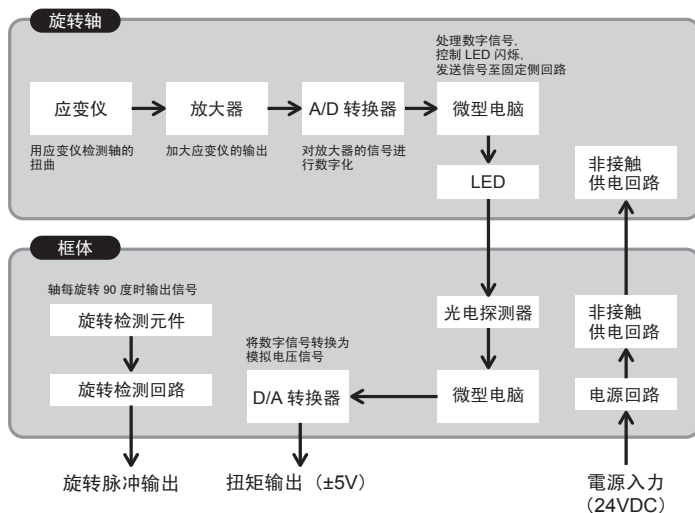 旋转轴
处理数字信号,
控制 LED 闪烁,
发送信号至固定侧回路
应变仪
放大器
A/D 转换器
微型电脑
用应变仪检测轴的
扭曲
加大应变仪的输出
对放大器的信号进
行数字化
LED
非接触
供电回路
框体
轴每旋转 90 度时输出信号
旋转检测元件
光电探测器
非接触
供电回路
将数字信号转换为
模拟电压信号
旋转检测回路
D/A 转换器
微型电脑
电源回路
旋转脉冲输出
扭矩输出（±5V）
電源入力
（24VDC）